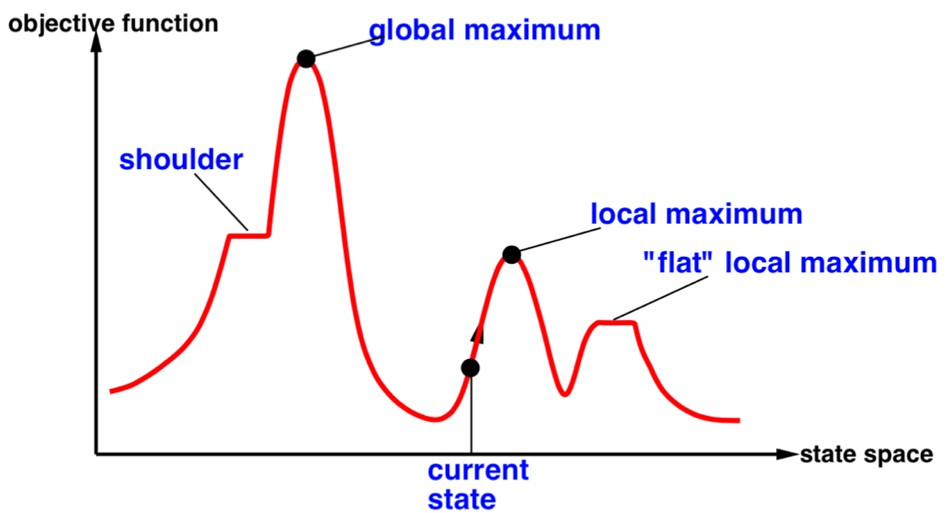 objective function
global maximum
shoulder
local maximum
"flat" local maximum
state space
current
state